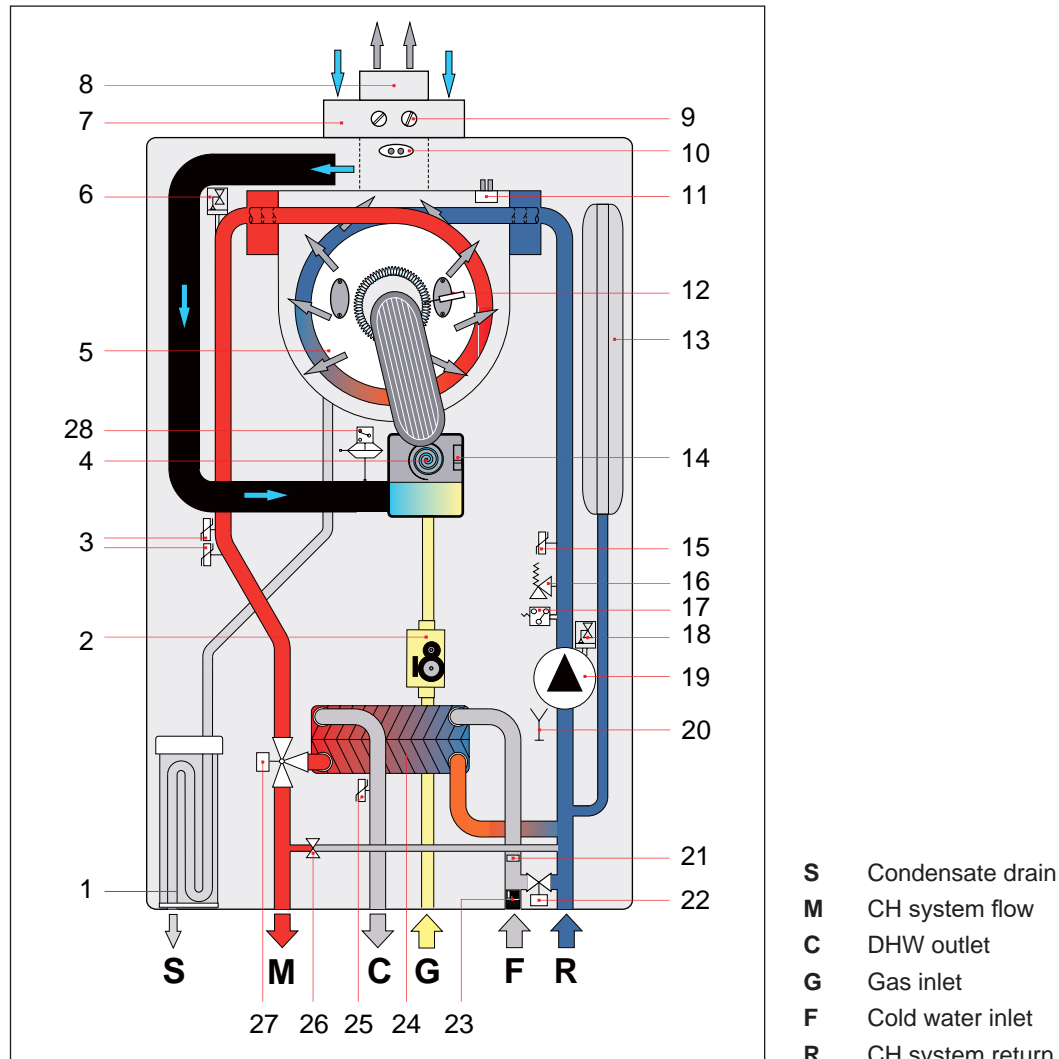 8
7
9
10
6
11
12
13
5
28
4
14
3
15
16
17
2
18
19
20
1
21
22
S M C G F R
27 26 25 24 23
S Condensate drain
M CH system flow
C DHW outlet
G Gas inlet
F Cold water inlet
R CH system return